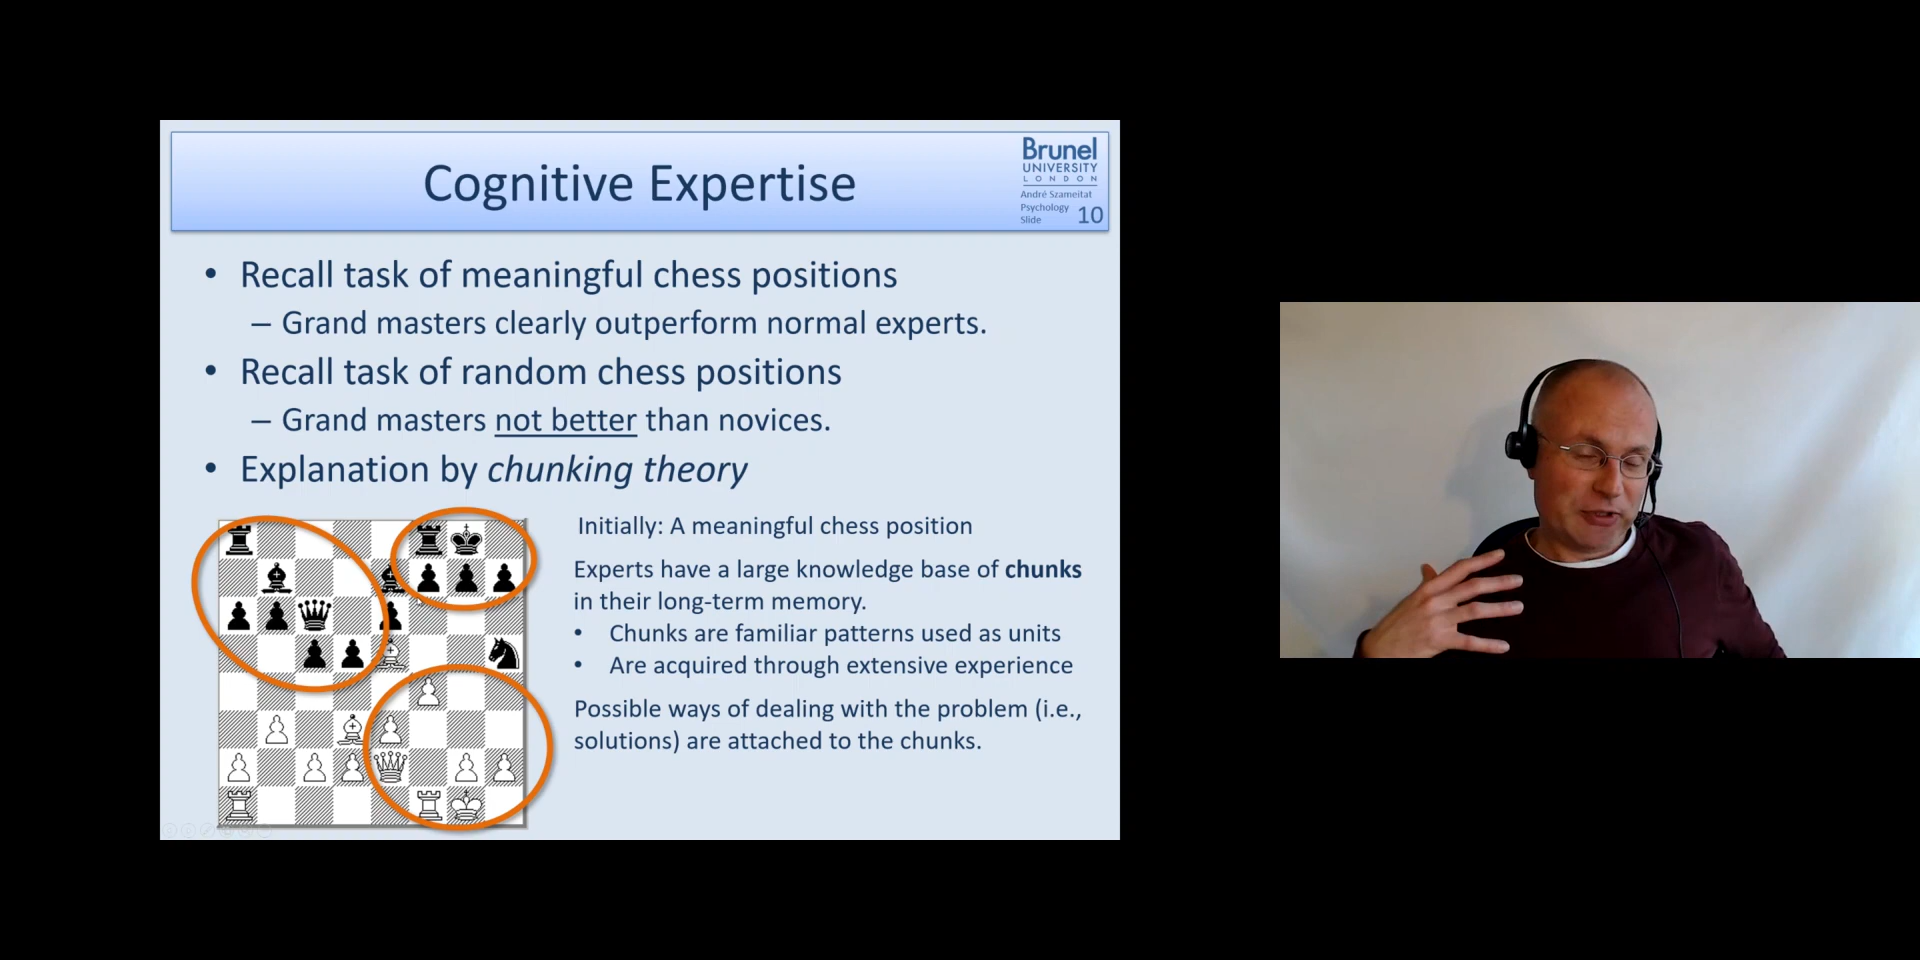 Cognitive Expertise
Brunel
UNIVERSITY
LONDON
André Szameitat
Psychology
Slide 10
• Recall task of meaningful chess positions
– Grand masters clearly outperform normal experts.
• Recall task of random chess positions
– Grand masters not better than novices.
• Explanation by chunking theory
Initially: A meaningful chess position
Experts have a large knowledge base of chunks
in their long-term memory.
• Chunks are familiar patterns used as units
• Are acquired through extensive experience
Possible ways of dealing with the problem (i.e.,
solutions) are attached to the chunks.